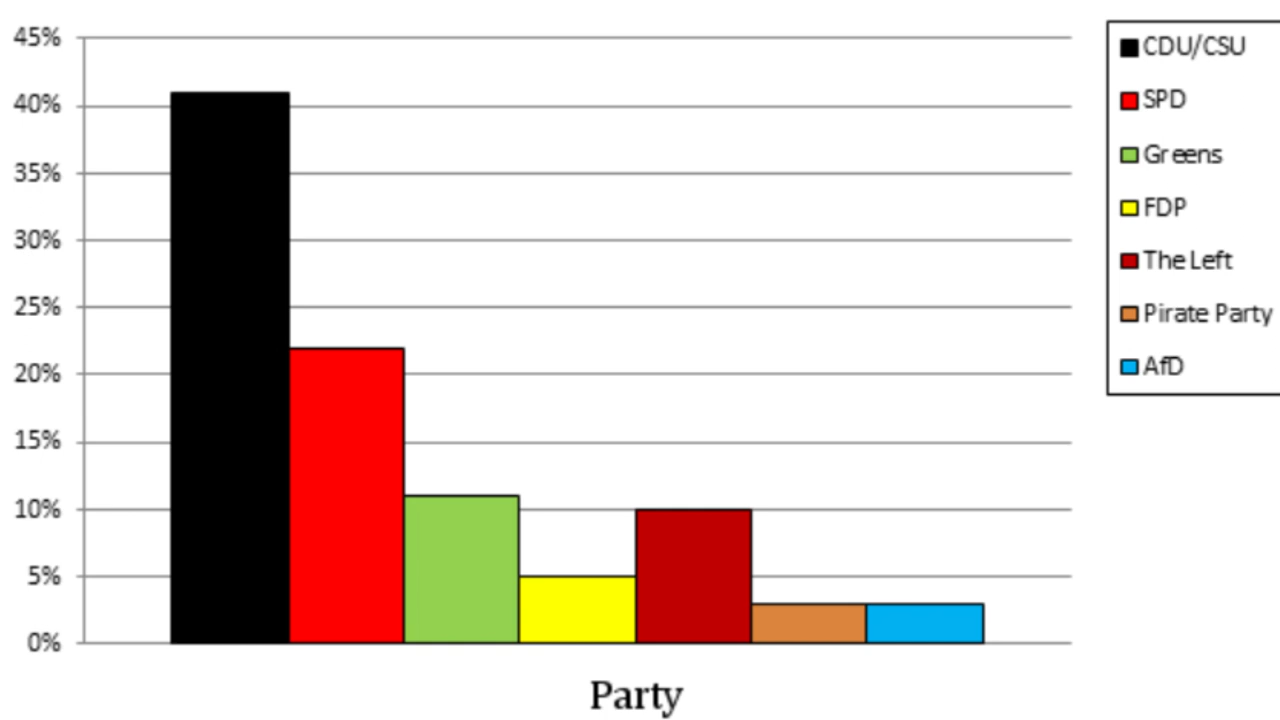 45%
40%
35%
30%
25%
20%
15%
10%
5%
0%
Party
CDU/CSU
SPD
Greens
FDP
The Left
Pirate Party
AfD